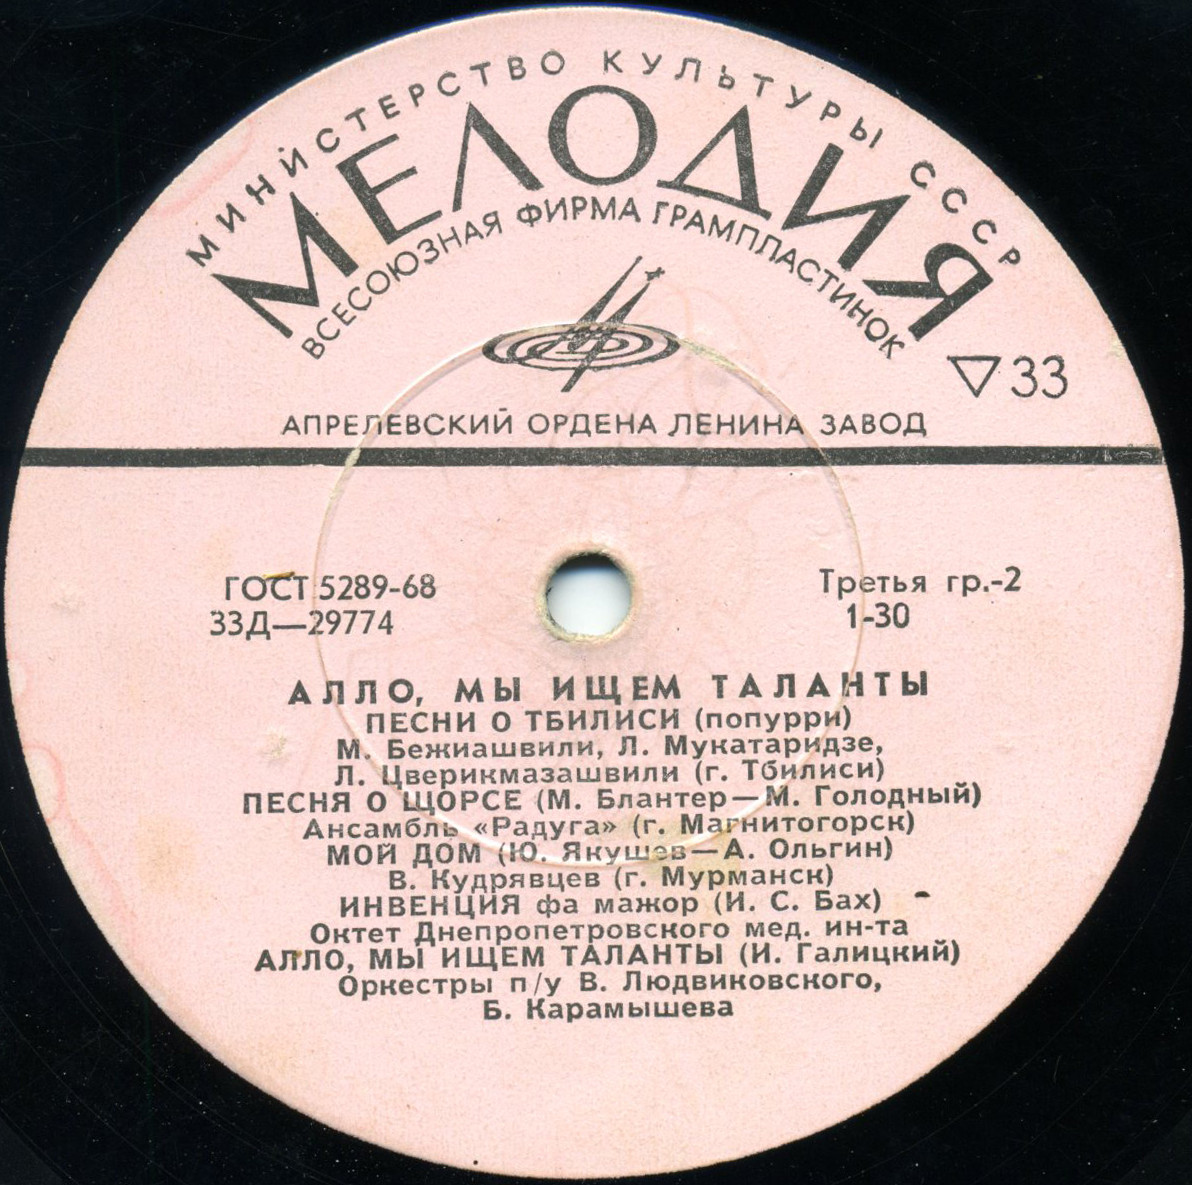 МИНИСТЕРСТВО КУЛЬТУРЫ СССР
МЕЛОДИЯ
ВСЕСОЮЗНАЯ ФИРМА ГРАМПЛАСТИНОК
33
АПРЕЛЕВСКИЙ ОРДЕНА ЛЕНИНА ЗАВОД
ГОСТ 5289-68
33Д—29774
Третья гр.-2
1-30
АЛЛО, МЫ ИЩЕМ ТАЛАНТЫ
ПЕСНИ О ТБИЛИСИ (попурри)
М. Бежиашвили, Л. Мукатаридзе,
Л. Цверикмазашвили (г. Тбилиси)
ПЕСНЯ О ЩОРСЕ (М. Блантер—М. Голодный)
Ансамбль «Радуга» (г. Магнитогорск)
МОЙ ДОМ (Ю. Якушев—А. Ольгин)
В. Кудрявцев (г. Мурманск)
ИНВЕНЦИЯ фа мажор (И. С. Бах)
Октет Днепропетровского мед. ин-та
АЛЛО, МЫ ИЩЕМ ТАЛАНТЫ (И. Галицкий)
Оркестры п/у В. Людвиковского,
Б. Карамышева